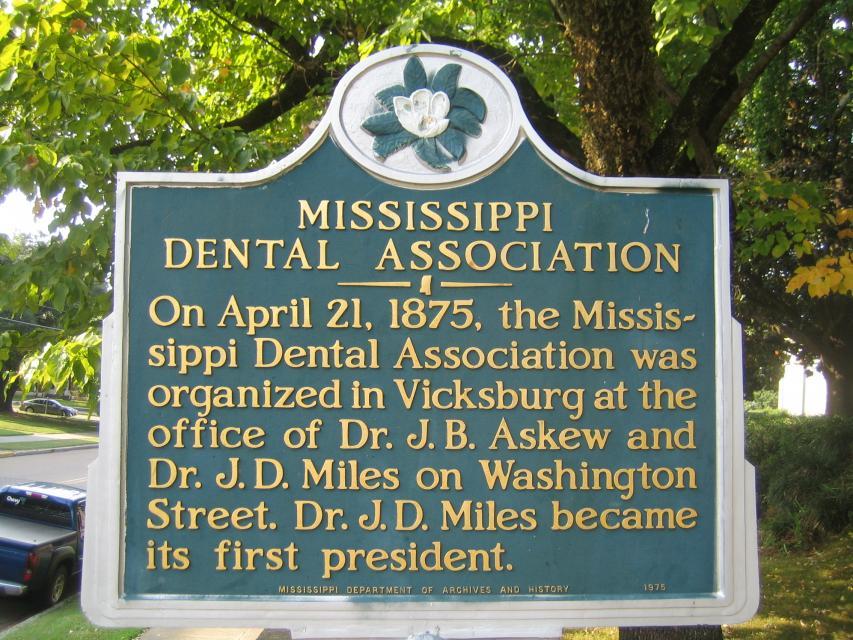 MISSISSIPPI
DENTAL ASSOCIATION
On April 21, 1875, the Missis-
sippi Dental Association was
organized in Vicksburg at the
office of Dr. J. B. Askew and
Dr. J. D. Miles on Washington
Street. Dr. J. D. Miles became
its first president.
MISSISSIPPI DEPARTMENT OF ARCHIVES AND HISTORY 1975